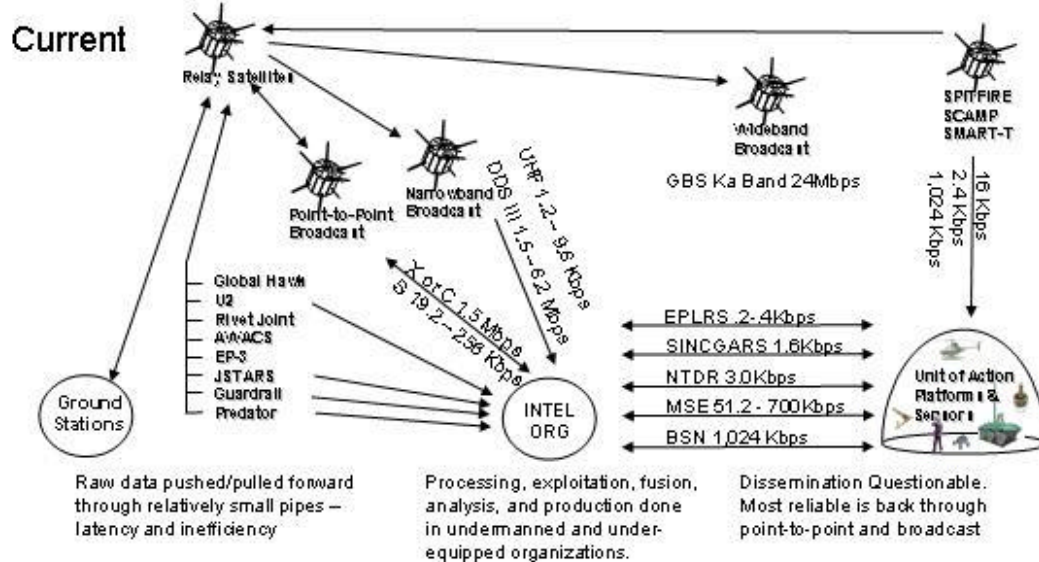 Current
Relay Satellites
SPITFIRE
SCAMP
SMART-T
Wideband
Broadcast
GBS Ka Band 24Mbps
Narrowband
Broadcast
Point-to-Point
Broadcast
UHF 1.2 – 9.6 Kbps
DDS III 1.5 – 6.2 Mbps
X or C 1.5 Mbps
S 19.2 – 256 Kbps
16 Kbps
2.4 Kbps
1,024 Kbps
Global Hawk
U2
Rivet Joint
AWACS
EP-3
JSTARS
Guardrail
Predator
Ground
Stations
INTEL
ORG
EPLRS .2-.4Kbps
SINCGARS 1.6Kbps
NTDR 3.0Kbps
MSE 51.2 - 700Kbps
BSN 1,024 Kbps
Unit of Action
Platforms &
Sensors
Raw data pushed/pulled forward
through relatively small pipes –
latency and inefficiency
Processing, exploitation, fusion,
analysis, and production done
in undermanned and under-
equipped organizations.
Dissemination Questionable.
Most reliable is back through
point-to-point and broadcast